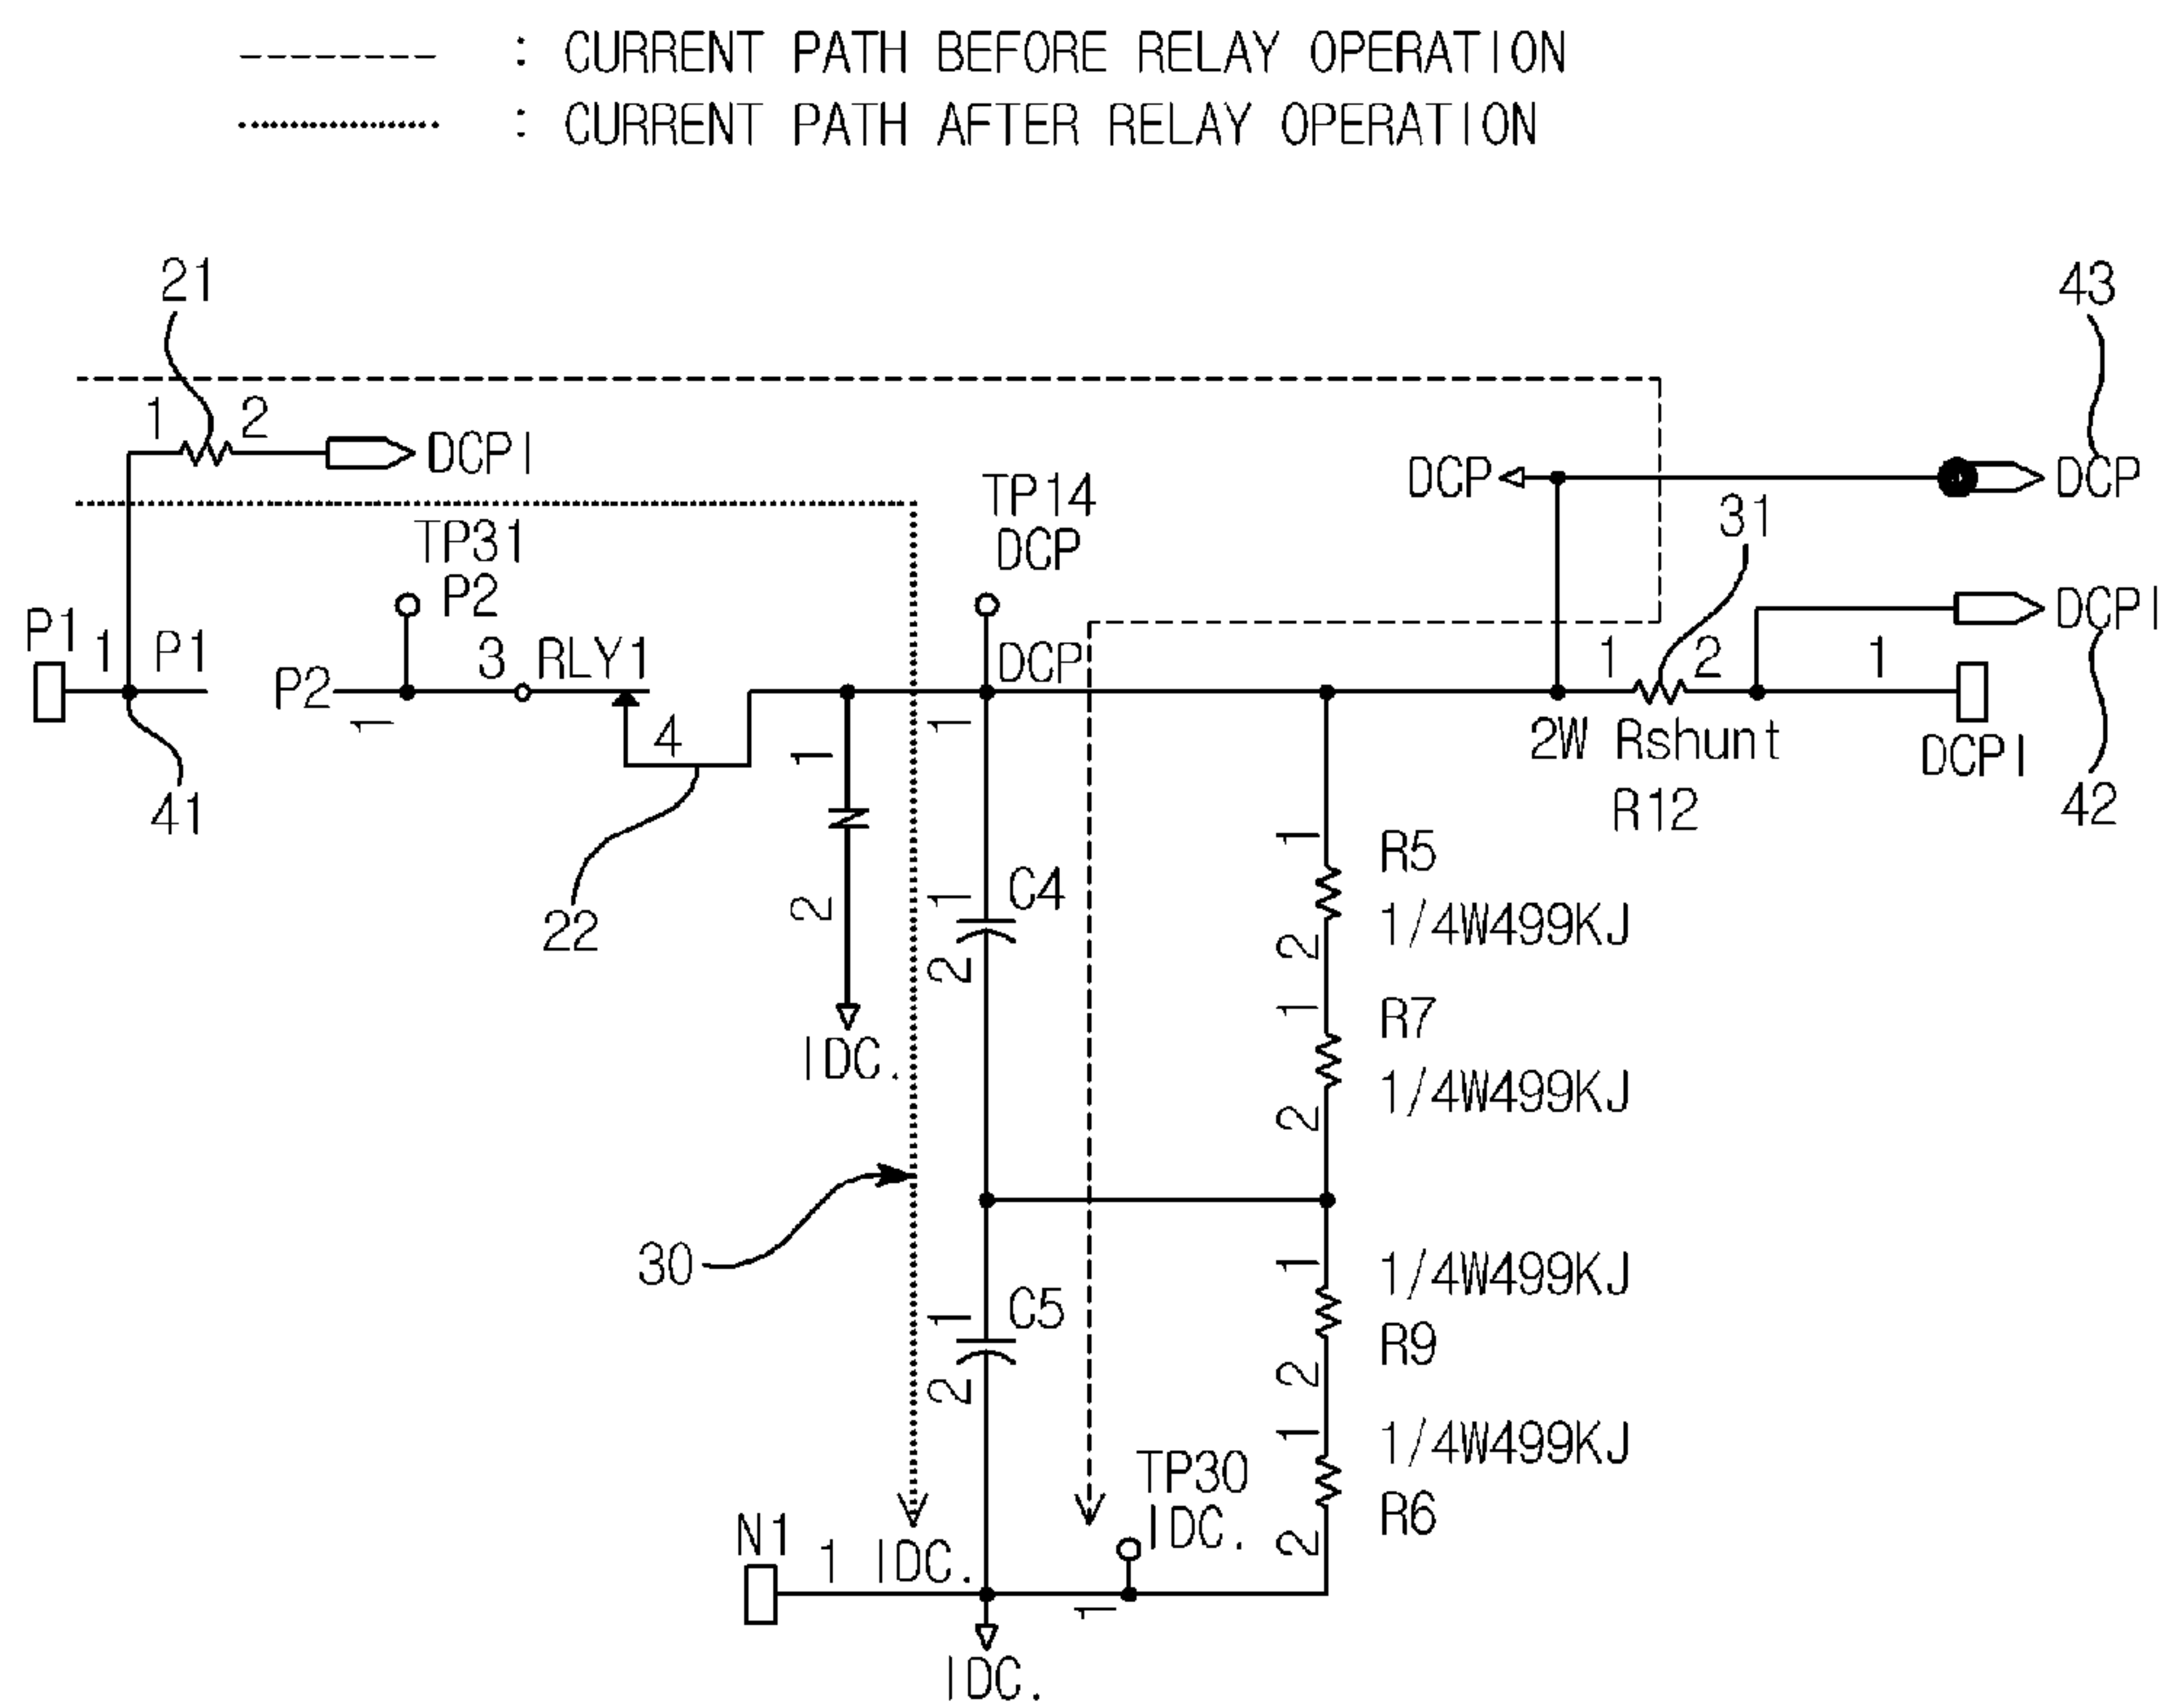 : CURRENT PATH BEFORE RELAY OPERATION
: CURRENT PATH AFTER RELAY OPERATION
21
43
1 2
DCPI
DCP
DCP
TP14
DCP
31
TP31
P2
P1
1
P1
P2
1
3
RLY1
4
DCP
1
1
2
DCPI
1
41
22
1
2
IDC.
2W Rshunt
R12
DCPI
42
1
C4
2
1
R5
1/4W499KJ
2
1
R7
1/4W499KJ
2
30
1
C5
2
1
1/4W499KJ
R9
2
1
1/4W499KJ
R6
2
TP30
IDC.
N1
1
IDC.
1
IDC.